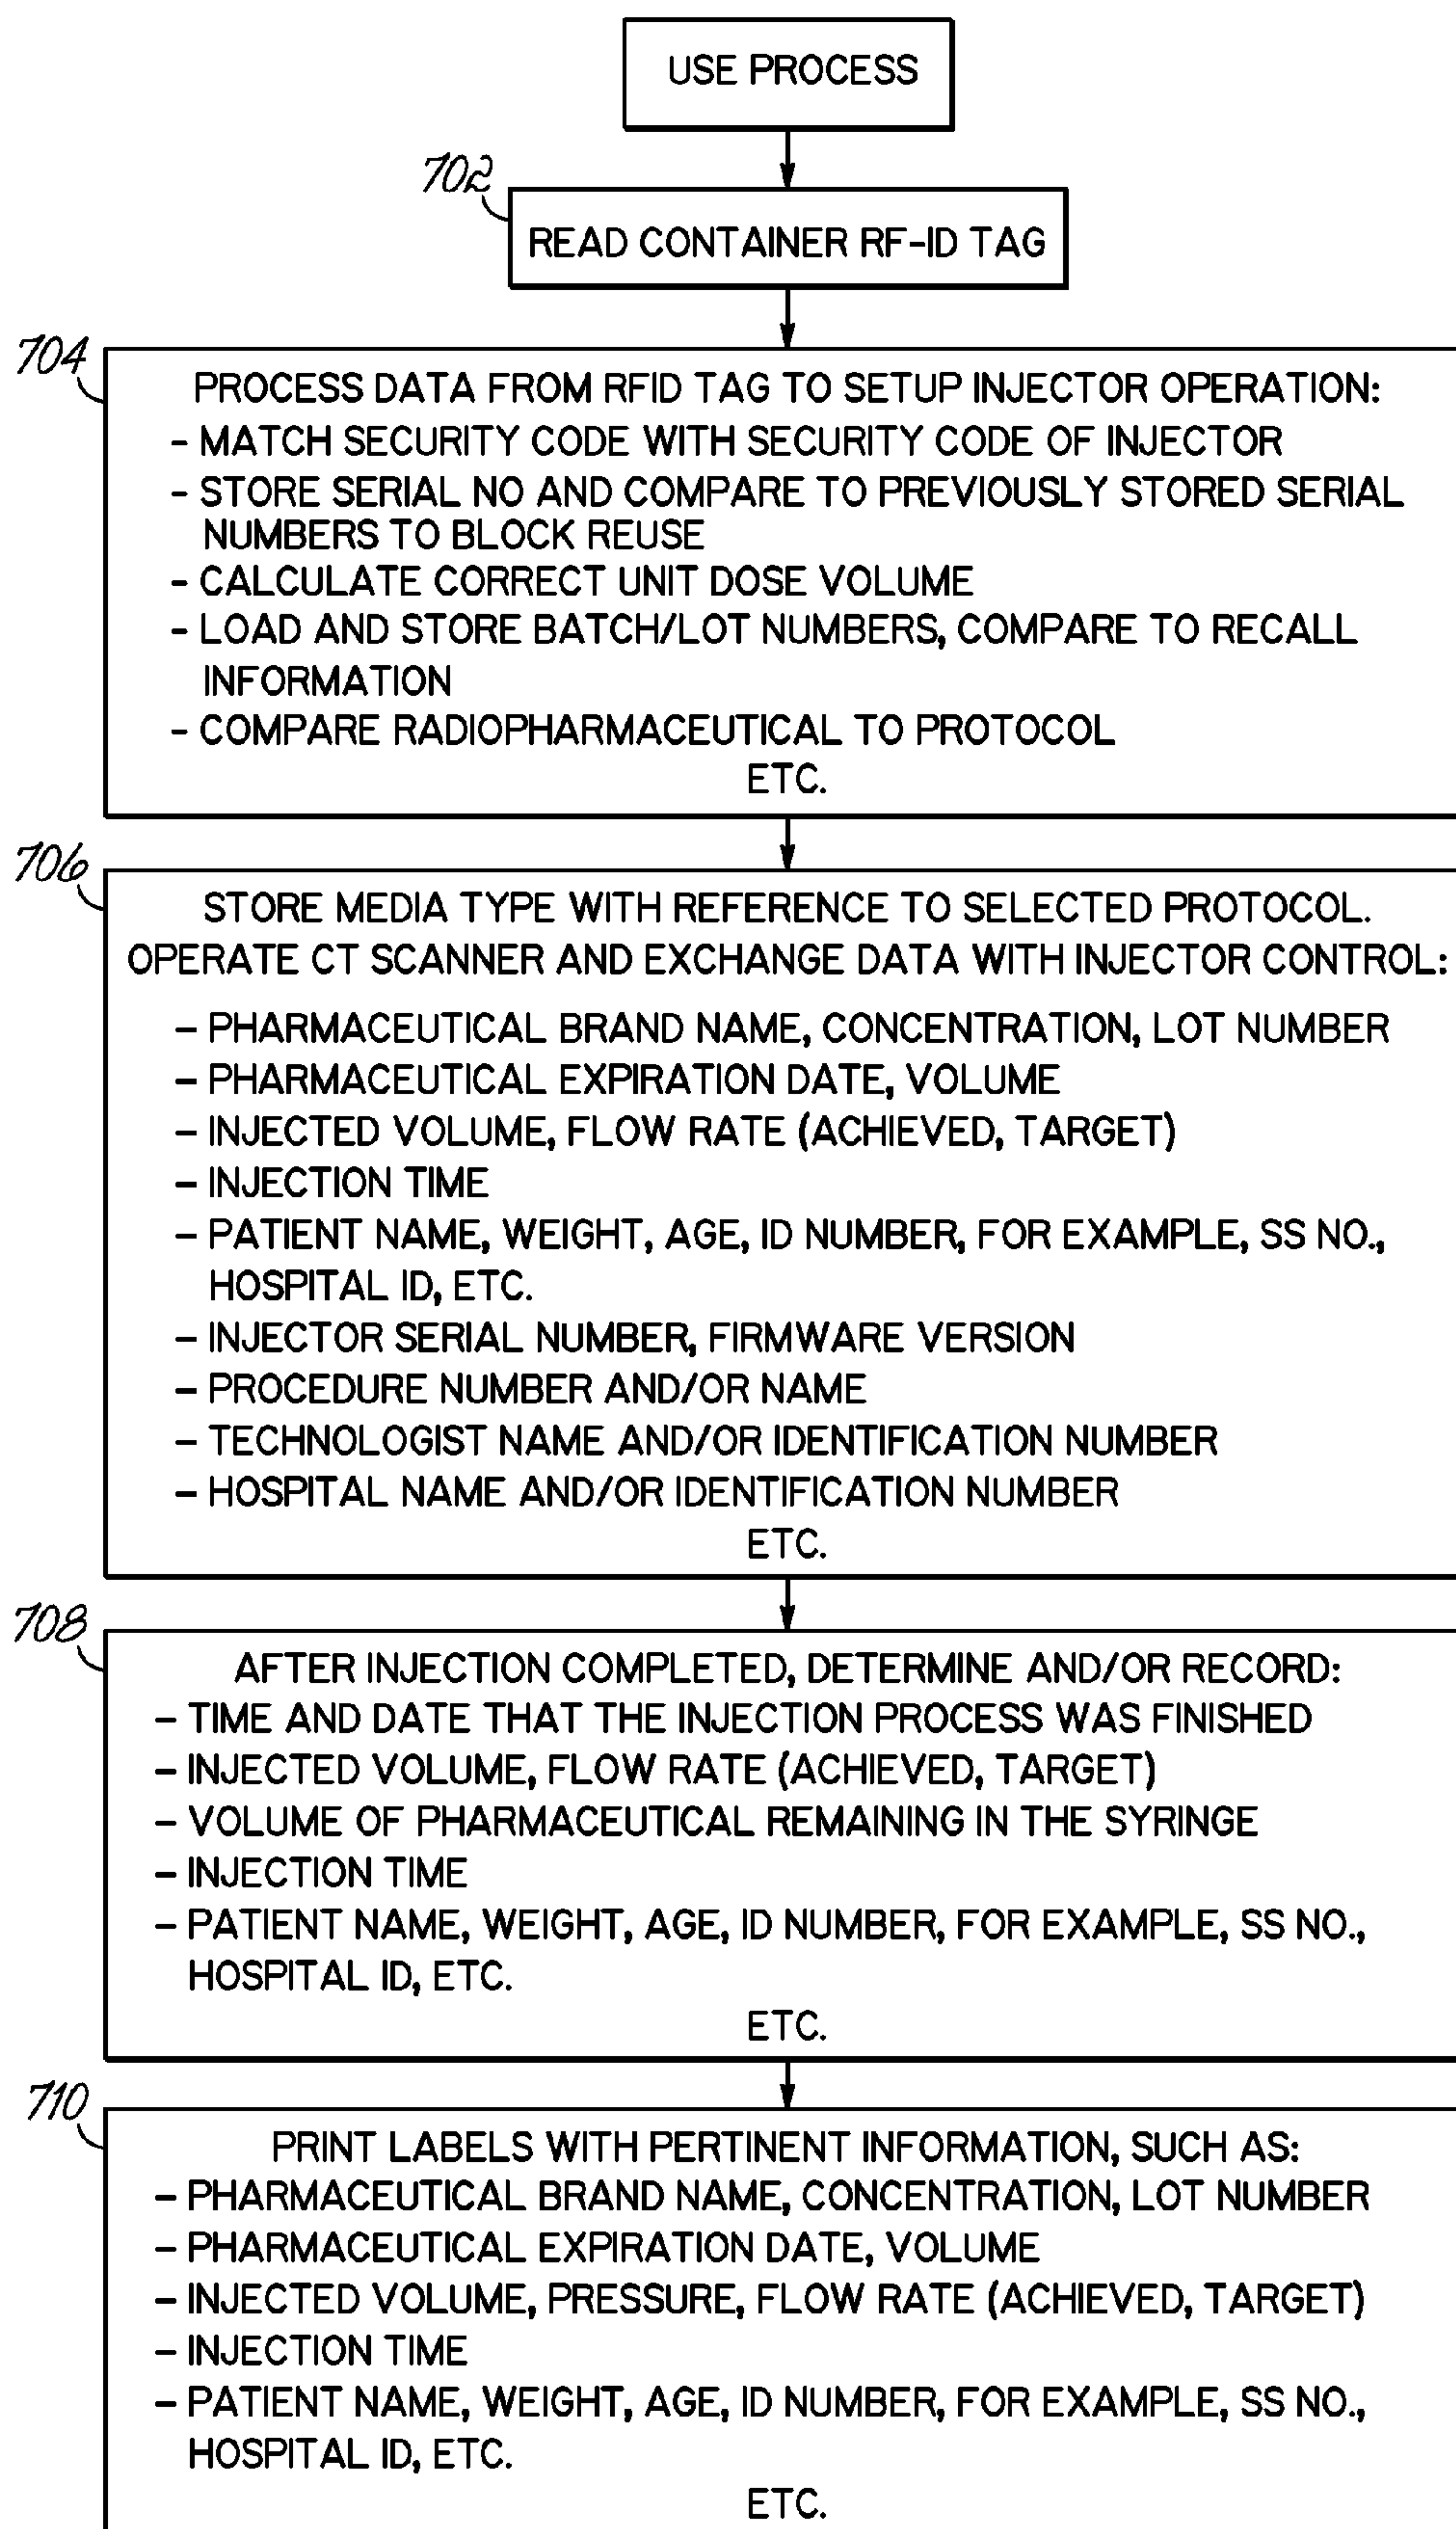 USE PROCESS
702
READ CONTAINER RF-ID TAG
704
PROCESS DATA FROM RFID TAG TO SETUP INJECTOR OPERATION:
- MATCH SECURITY CODE WITH SECURITY CODE OF INJECTOR
- STORE SERIAL NO AND COMPARE TO PREVIOUSLY STORED SERIAL
NUMBERS TO BLOCK REUSE
- CALCULATE CORRECT UNIT DOSE VOLUME
- LOAD AND STORE BATCH/LOT NUMBERS, COMPARE TO RECALL
INFORMATION
- COMPARE RADIOPHARMACEUTICAL TO PROTOCOL
ETC.
706
STORE MEDIA TYPE WITH REFERENCE TO SELECTED PROTOCOL.
OPERATE CT SCANNER AND EXCHANGE DATA WITH INJECTOR CONTROL:
- PHARMACEUTICAL BRAND NAME, CONCENTRATION, LOT NUMBER
- PHARMACEUTICAL EXPIRATION DATE, VOLUME
- INJECTED VOLUME, FLOW RATE (ACHIEVED, TARGET)
- INJECTION TIME
- PATIENT NAME, WEIGHT, AGE, ID NUMBER, FOR EXAMPLE, SS NO.,
HOSPITAL ID, ETC.
- INJECTOR SERIAL NUMBER, FIRMWARE VERSION
- PROCEDURE NUMBER AND/OR NAME
- TECHNOLOGIST NAME AND/OR IDENTIFICATION NUMBER
- HOSPITAL NAME AND/OR IDENTIFICATION NUMBER
ETC.
708
AFTER INJECTION COMPLETED, DETERMINE AND/OR RECORD:
- TIME AND DATE THAT THE INJECTION PROCESS WAS FINISHED
- INJECTED VOLUME, FLOW RATE (ACHIEVED, TARGET)
- VOLUME OF PHARMACEUTICAL REMAINING IN THE SYRINGE
- INJECTION TIME
- PATIENT NAME, WEIGHT, AGE, ID NUMBER, FOR EXAMPLE, SS NO.,
HOSPITAL ID, ETC.
ETC.
710
PRINT LABELS WITH PERTINENT INFORMATION, SUCH AS:
- PHARMACEUTICAL BRAND NAME, CONCENTRATION, LOT NUMBER
- PHARMACEUTICAL EXPIRATION DATE, VOLUME
- INJECTED VOLUME, PRESSURE, FLOW RATE (ACHIEVED, TARGET)
- INJECTION TIME
- PATIENT NAME, WEIGHT, AGE, ID NUMBER, FOR EXAMPLE, SS NO.,
HOSPITAL ID, ETC.
ETC.